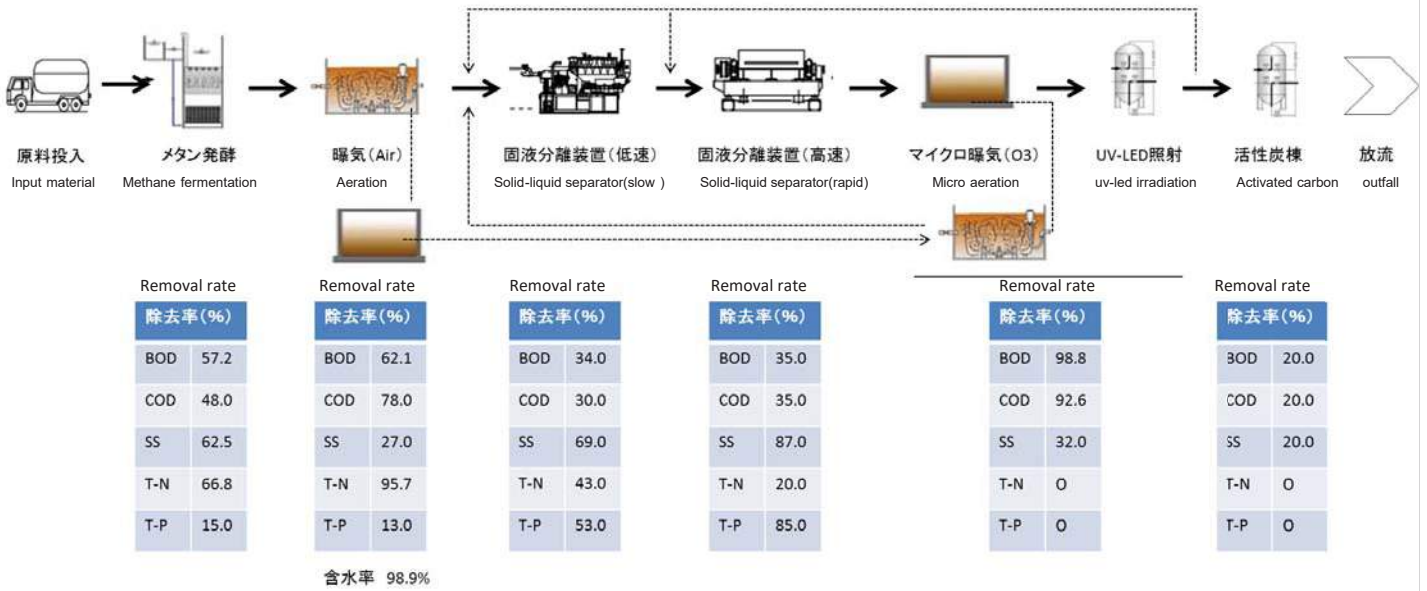 原料投入
Input material
メタン発酵
Methane fermentation
曝気(Air)
Aeration
固液分離装置(低速)
Solid-liquid separator(slow )
固液分離装置(高速)
Solid-liquid separator(rapid)
マイクロ曝気(O3)
Micro aeration
UV-LED照射
uv-led irradiation
活性炭棟
Activated carbon
放流
outfall
Removal rate
除去率(%)
BOD 57.2
COD 48.0
SS 62.5
T-N 66.8
T-P 15.0
Removal rate
除去率(%)
BOD 62.1
COD 78.0
SS 27.0
T-N 95.7
T-P 13.0
含水率 98.9%
Removal rate
除去率(%)
BOD 34.0
COD 30.0
SS 69.0
T-N 43.0
T-P 53.0
Removal rate
除去率(%)
BOD 35.0
COD 35.0
SS 87.0
T-N 20.0
T-P 85.0
Removal rate
除去率(%)
BOD 98.8
COD 92.6
SS 32.0
T-N O
T-P O
Removal rate
除去率(%)
BOD 20.0
COD 20.0
SS 20.0
T-N O
T-P O